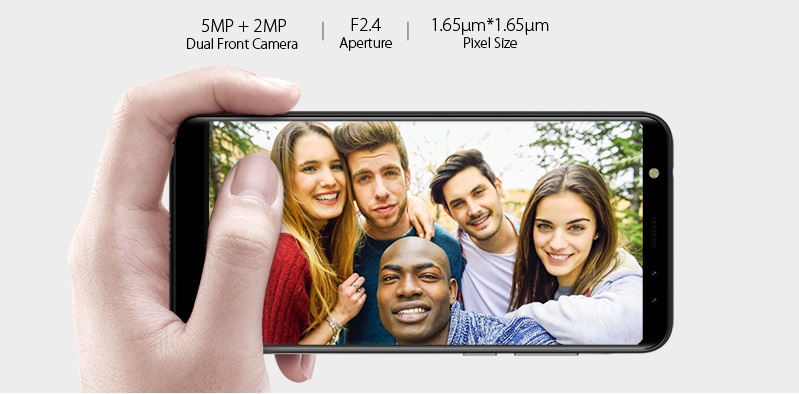 5MP + 2MP | F2.4 | 1.65μm*1.65μm
Dual Front Camera Aperture Pixel Size